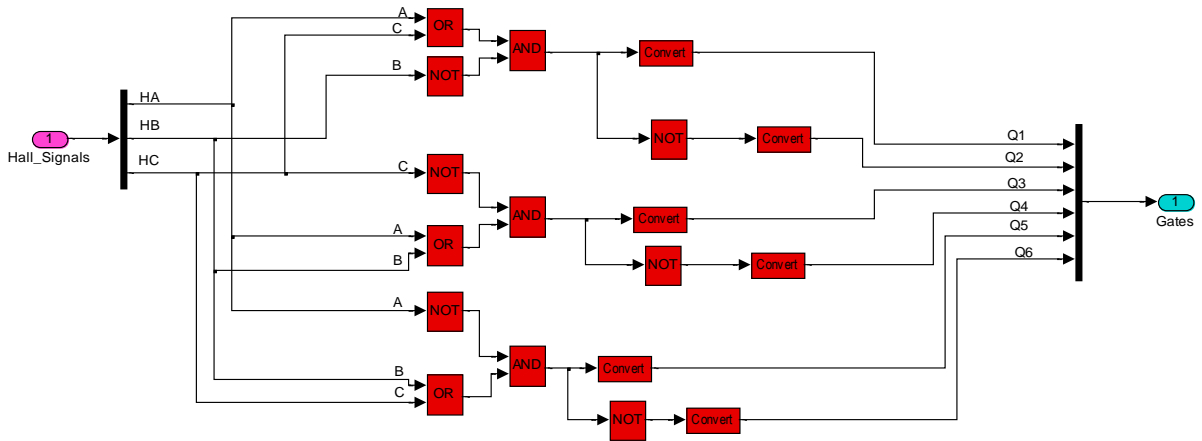 A
OR
C
AND
Convert
B
NOT
HA
HB
1
NOT
Convert
Q1
Hall_Signals
HC
C
NOT
Q2
Q3
1
AND
Convert
Q4
Gates
A
OR
Q5
B
NOT
Convert
Q6
A
NOT
AND
Convert
B
OR
C
NOT
Convert